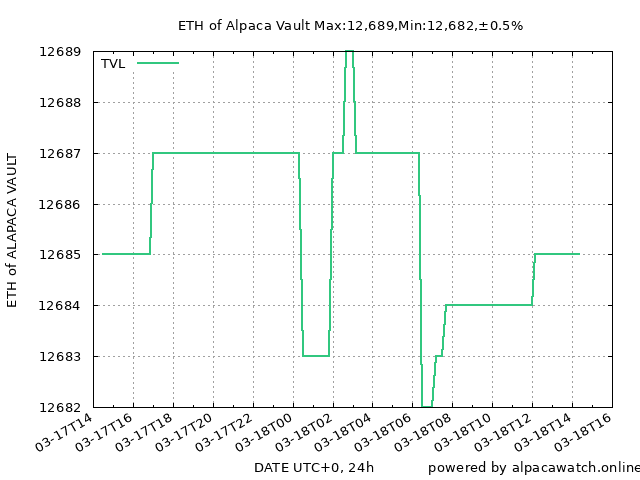 ETH of Alpaca Vault Max:12,689,Min:12,682,±0.5%
TVL
12689
12688
12687
12686
12685
12684
12683
12682
ETH of ALAPACA VAULT
03-17T14
03-17T16
03-17T18
03-17T20
03-17T22
03-18T00
03-18T02
03-18T04
03-18T06
03-18T08
03-18T10
03-18T12
03-18T14
03-18T16
DATE UTC+0, 24h
powered by alpacawatch.online